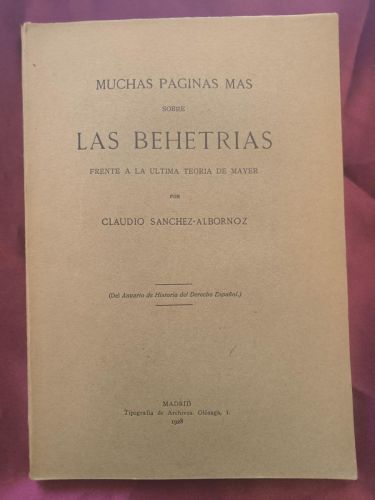 MUCHAS PAGINAS MAS
SOBRE
LAS BEHETRIAS
FRENTE A LA ULTIMA TEORIA DE MAYER
POR
CLAUDIO SANCHEZ-ALBORNOZ
(Del Anuario de Historia del Derecho Español.)
MADRID
Tipografía de Archivos. Olózaga, 1.
1928